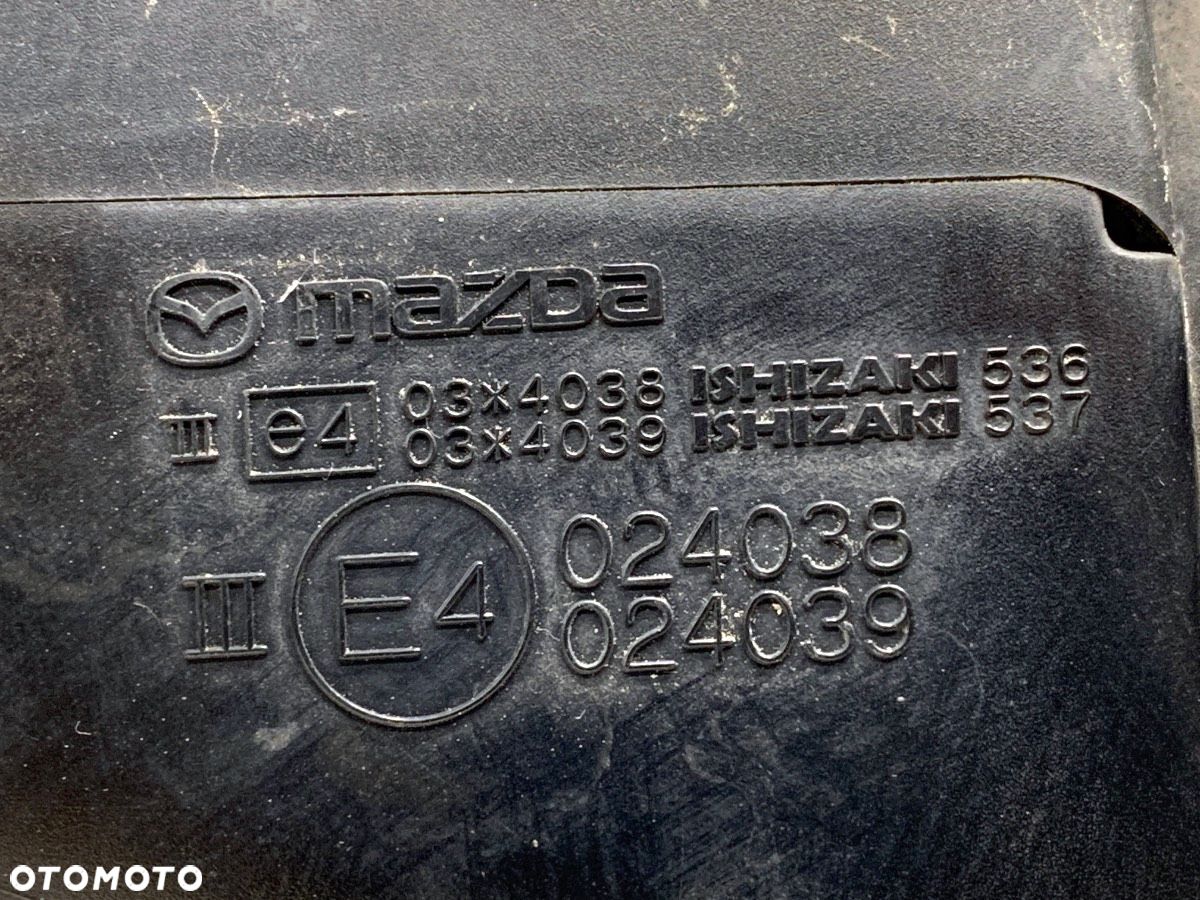 mazda
III e4 03*4038 ISHIZAKI 536
03*4039 ISHIZAKI 537
III E4 024038
024039
OTOMOTO